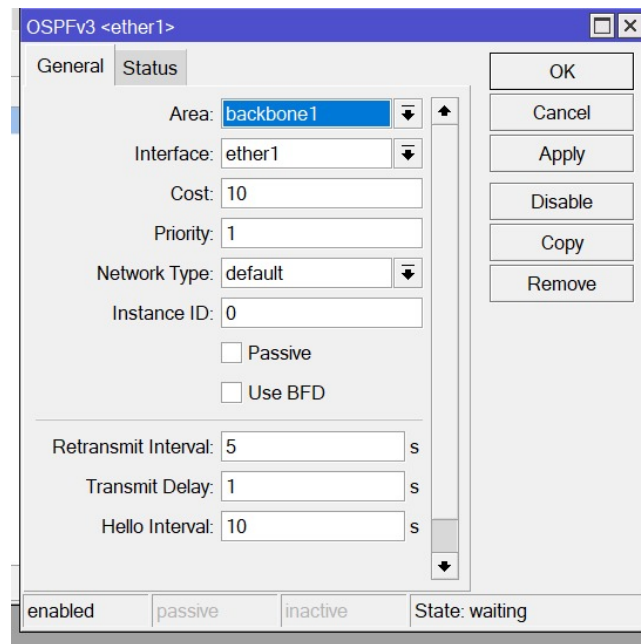 OSPFv3 <ether1>
General Status
Area: backbone1
Interface: ether1
Cost: 10
Priority: 1
Network Type: default
Instance ID: 0
Passive
Use BFD
Retransmit Interval: 5 s
Transmit Delay: 1 s
Hello Interval: 10 s
OK
Cancel
Apply
Disable
Copy
Remove
enabled passive inactive State: waiting